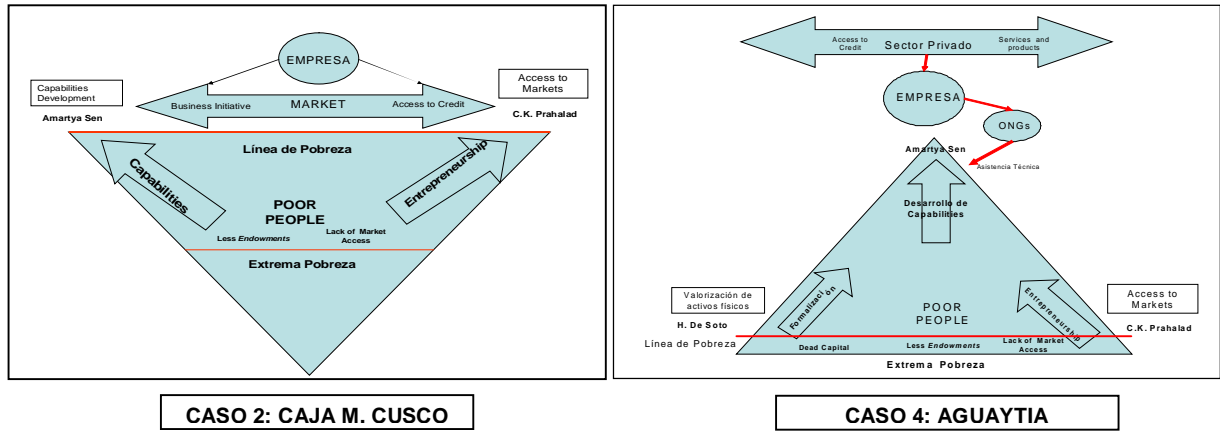 EMPRESA
Capabilities
Development
Amartya Sen
Business Initiative
MARKET
Access to Credit
Access to
Markets
C.K. Prahalad
Línea de Pobreza
Capabilities
Entrepreneurship
POOR
PEOPLE
Less Endowments
Lack of Market
Access
Extrema Pobreza
CASO 2: CAJA M. CUSCO
Access to
Credit
Sector Privado
Services and
products
EMPRESA
ONGs
Amartya Sen
Asistencia Técnica
Desarrollo de
Capabilities
Valorización de
activos físicos
H. De Soto
Formalización
Entrepreneurship
Access to
Markets
C.K. Prahalad
POOR
PEOPLE
Línea de Pobreza
Dead Capital
Less Endowments
Lack of Market
Access
Extrema Pobreza
CASO 4: AGUAYTIA